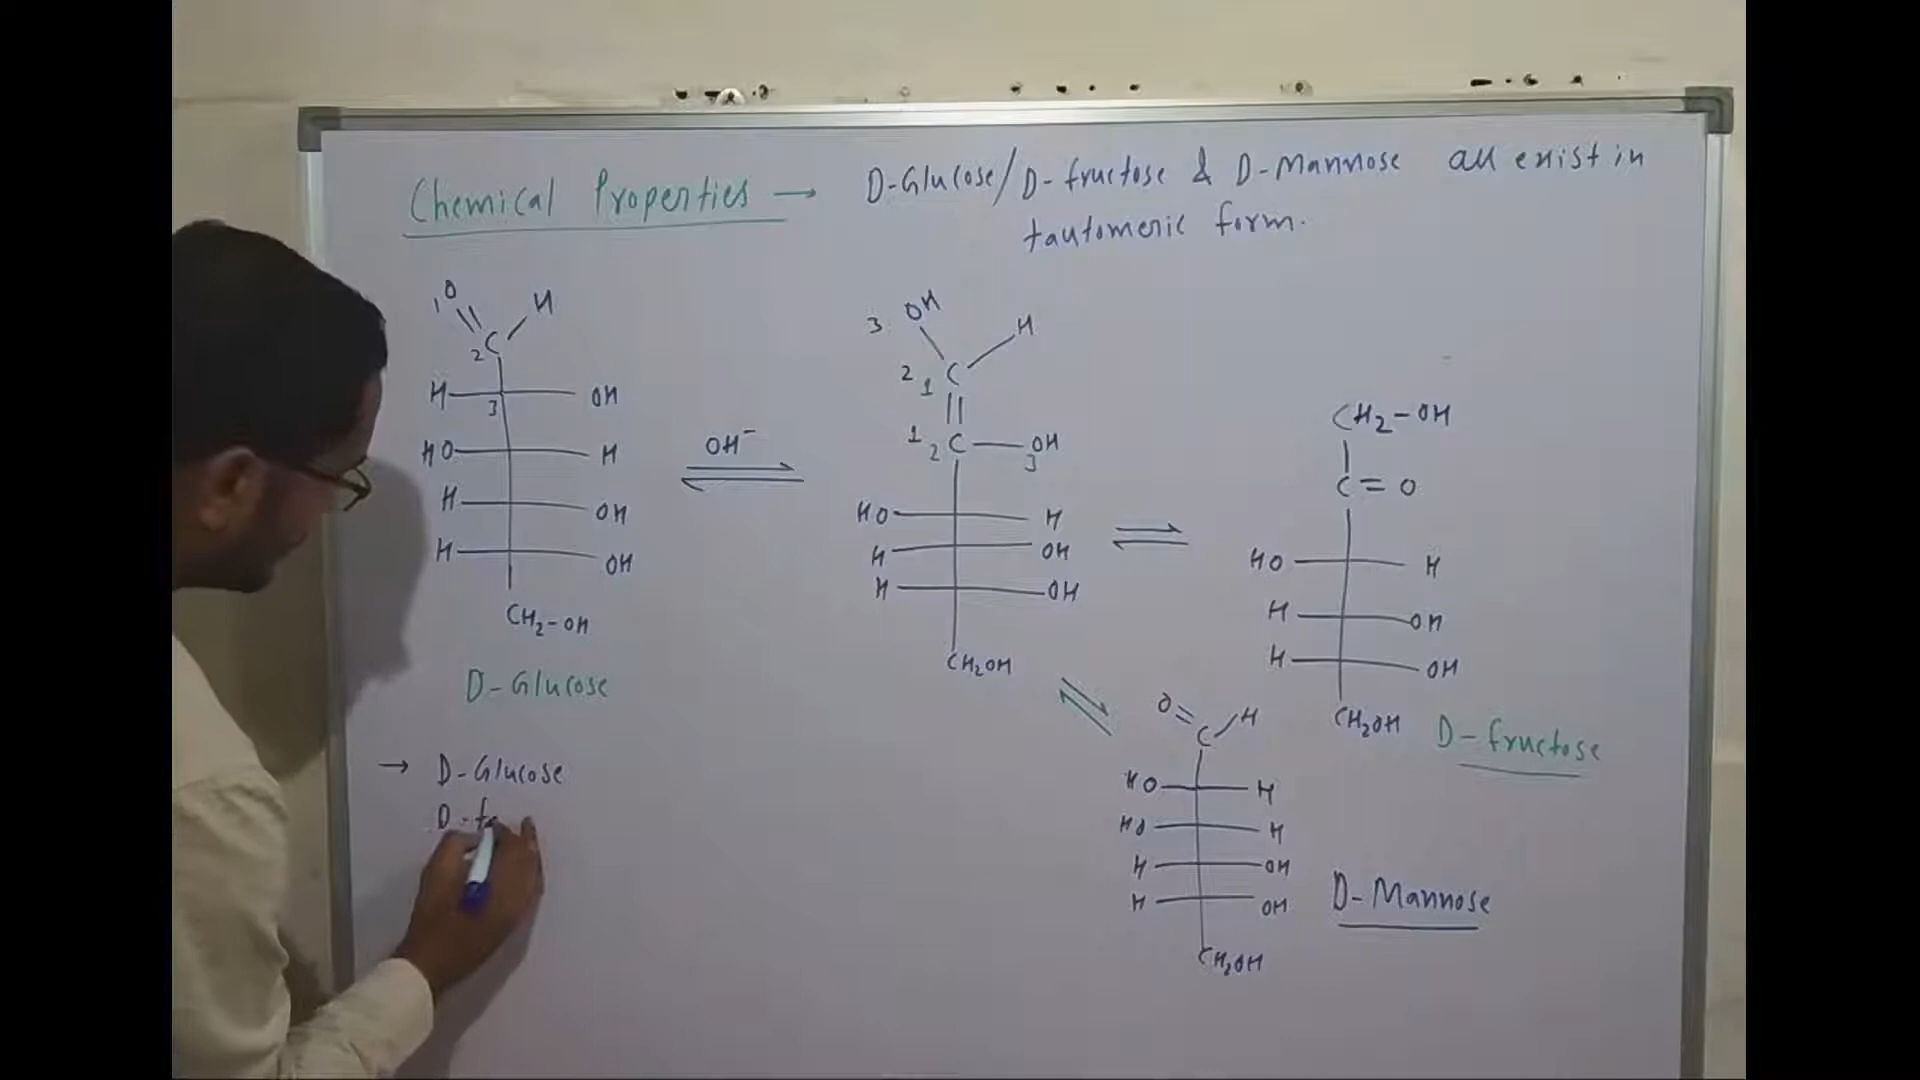 Chemical Properties → D-Glucose/D-fructose & D-Mannose all exist in
tautomeric form.
1 O H
2 C
H 3 OH
HO H
H OH
H OH
CH2-OH
D-Glucose
OH⁻
3 OH H
2 1 C
1 2 C OH 3
HO H
H OH
H OH
CH2OH
CH2-OH
C=O
HO H
H OH
H OH
CH2OH
D-fructose
O H
C
HO H
HO H
H OH
H OH
CH2OH
D-Mannose
→ D-Glucose
D-f